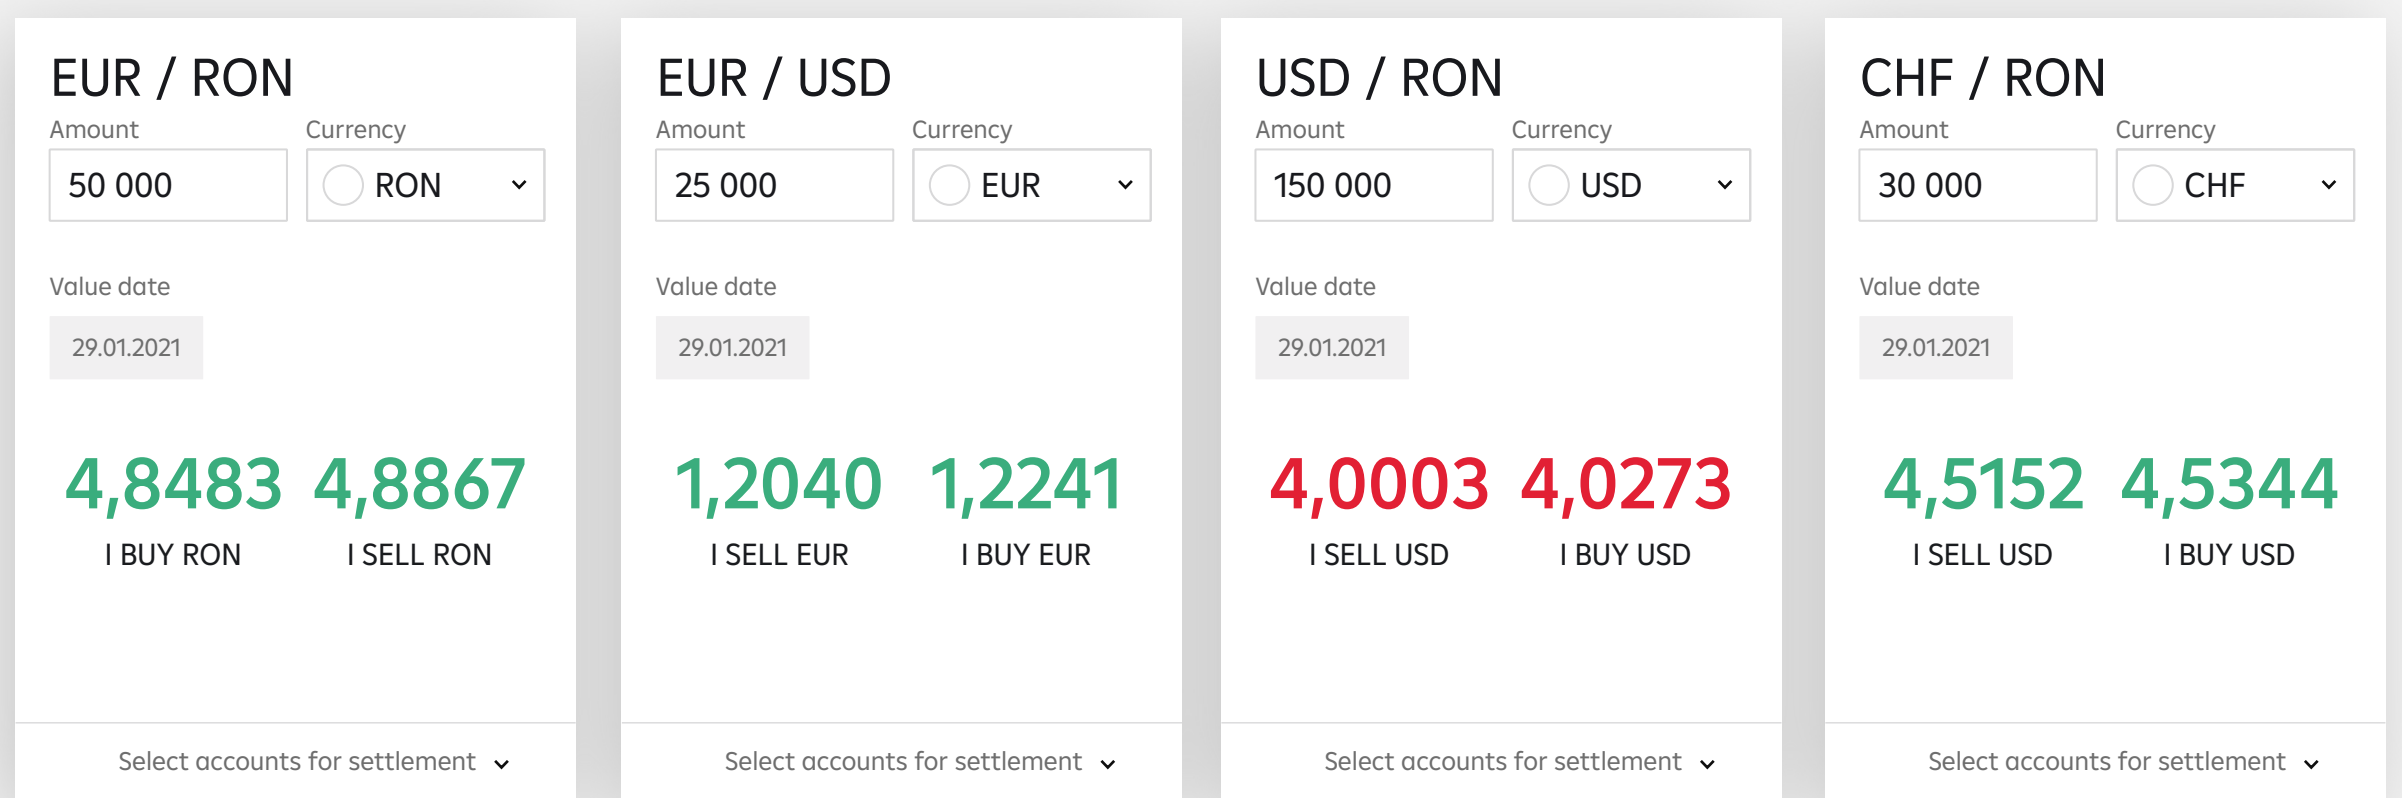 EUR / RON
Amount Currency
50 000 RON
Value date
29.01.2021
4,8483 4,8867
I BUY RON I SELL RON
Select accounts for settlement
EUR / USD
Amount Currency
25 000 EUR
Value date
29.01.2021
1,2040 1,2241
I SELL EUR I BUY EUR
Select accounts for settlement
USD / RON
Amount Currency
150 000 USD
Value date
29.01.2021
4,0003 4,0273
I SELL USD I BUY USD
Select accounts for settlement
CHF / RON
Amount Currency
30 000 CHF
Value date
29.01.2021
4,5152 4,5344
I SELL USD I BUY USD
Select accounts for settlement